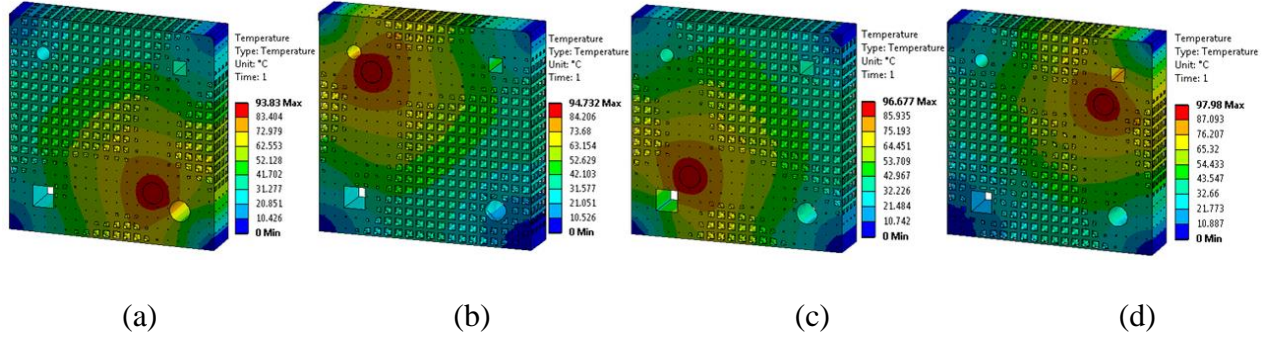 Temperature
Type: Temperature
Unit: °C
Time: 1
93.83 Max
83.404
72.979
62.553
52.128
41.702
31.277
20.851
10.426
0 Min
Temperature
Type: Temperature
Unit: °C
Time: 1
94.732 Max
84.206
73.68
63.154
52.629
42.103
31.577
21.051
10.526
0 Min
Temperature
Type: Temperature
Unit: °C
Time: 1
96.677 Max
85.935
75.193
64.451
53.709
42.967
32.226
21.484
10.742
0 Min
Temperature
Type: Temperature
Unit: °C
Time: 1
97.98 Max
87.093
76.207
65.32
54.433
43.547
32.66
21.773
10.887
0 Min
(a) (b) (c) (d)